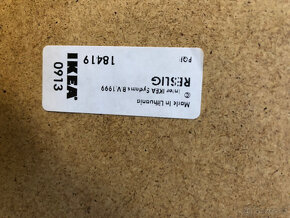 Made in Lithuania
© Inter IKEA Systems B.V. 1999
RESLIG
18419
IKEA
0913